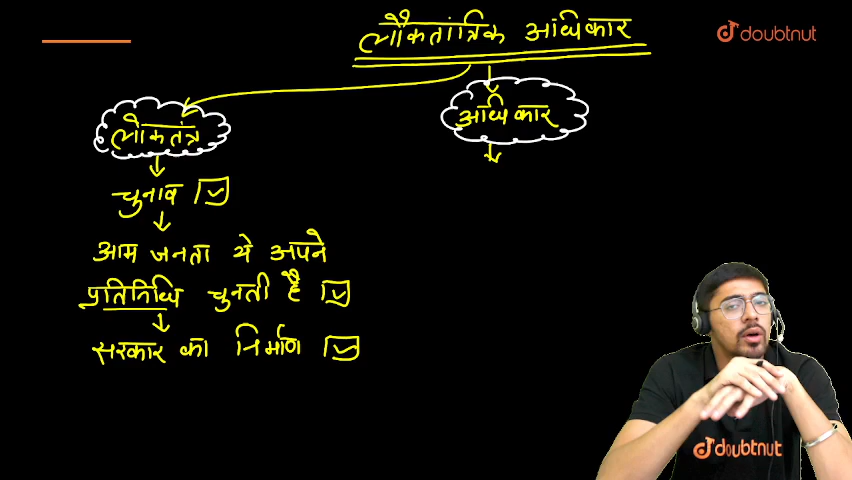 लोकतांत्रिक अधिकार
doubtnut
लोकतंत्र
अधिकार
चुनाव
आम जनता ये अपने
प्रतिनिधि चुनती है
सरकार का निर्माण
doubtnut